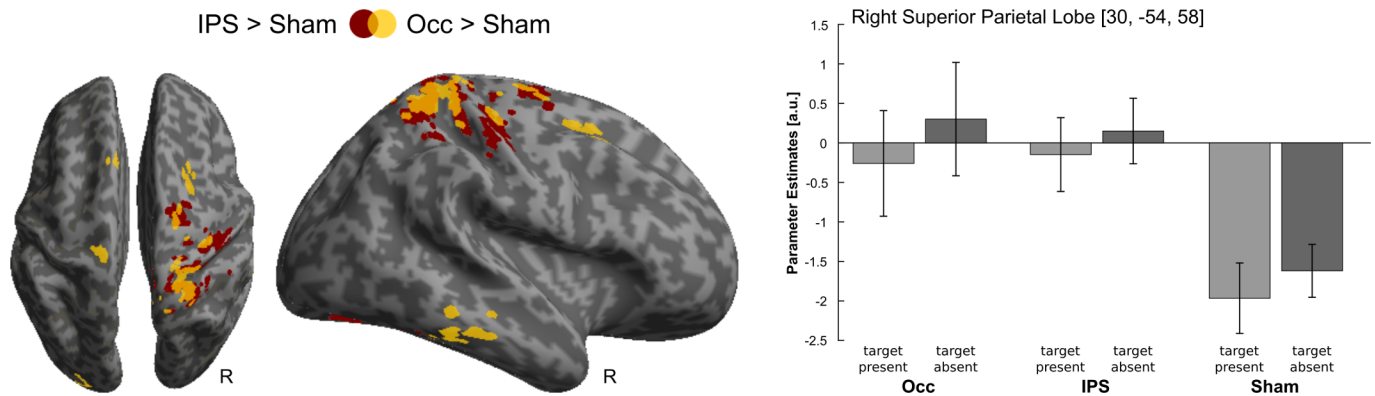 IPS > Sham Occ > Sham
R
R
Right Superior Parietal Lobe [30, -54, 58]
Parameter Estimates [a.u.]
1.5
1
0.5
0
-0.5
-1
-1.5
-2
-2.5
target present
target absent
target present
target absent
target present
target absent
Occ
IPS
Sham